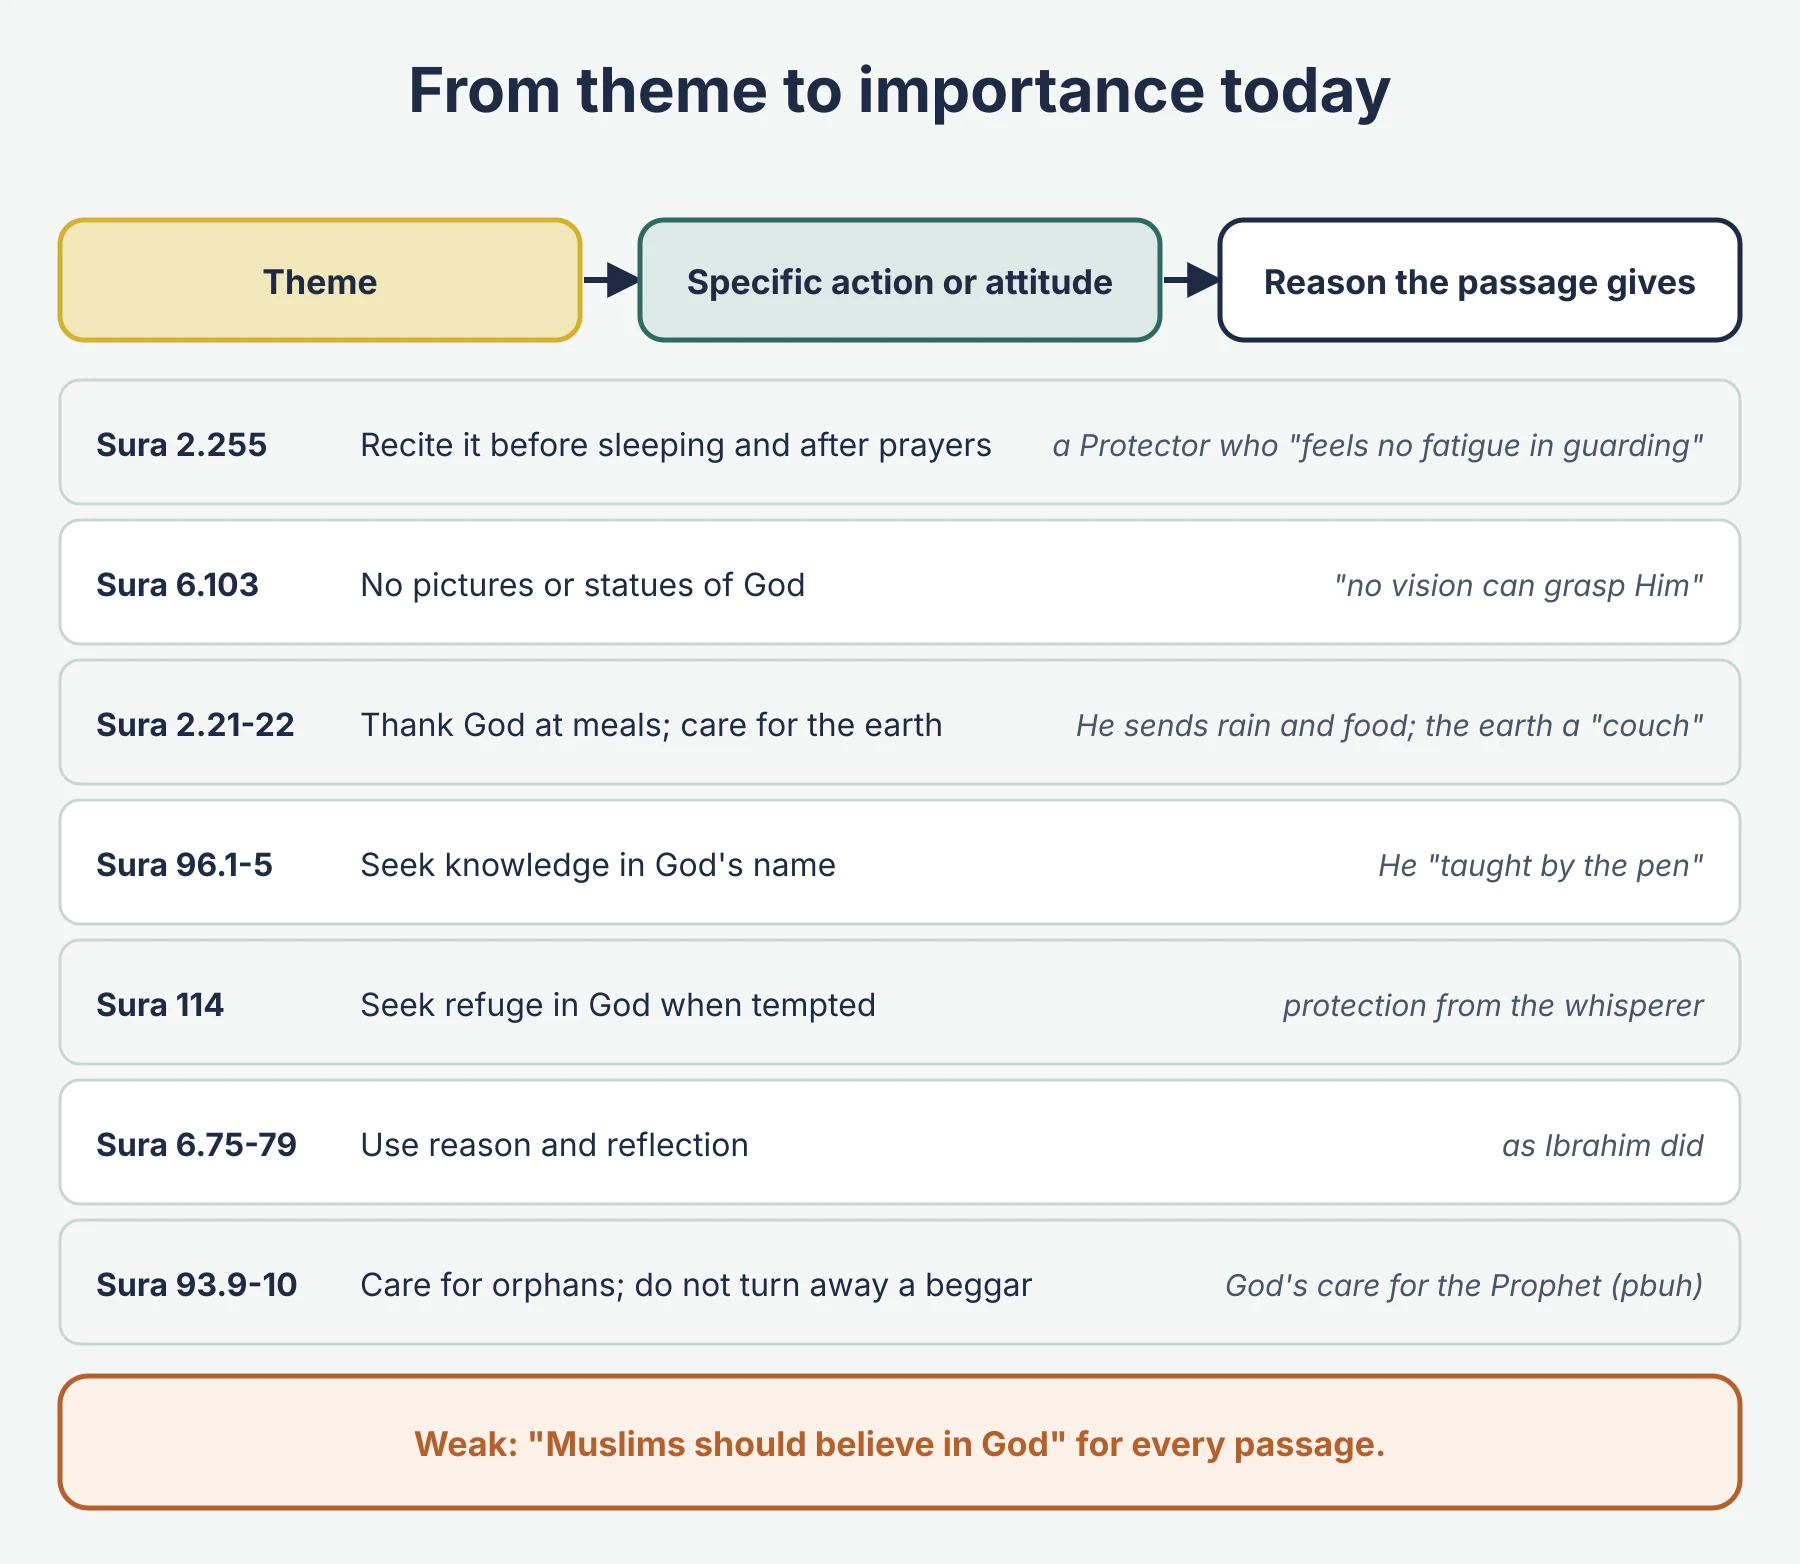 From theme to importance today
Theme
Specific action or attitude
Reason the passage gives
Sura 2.255 Recite it before sleeping and after prayers a Protector who "feels no fatigue in guarding"
Sura 6.103 No pictures or statues of God "no vision can grasp Him"
Sura 2.21-22 Thank God at meals; care for the earth He sends rain and food; the earth a "couch"
Sura 96.1-5 Seek knowledge in God's name He "taught by the pen"
Sura 114 Seek refuge in God when tempted protection from the whisperer
Sura 6.75-79 Use reason and reflection as Ibrahim did
Sura 93.9-10 Care for orphans; do not turn away a beggar God's care for the Prophet (pbuh)
Weak: "Muslims should believe in God" for every passage.